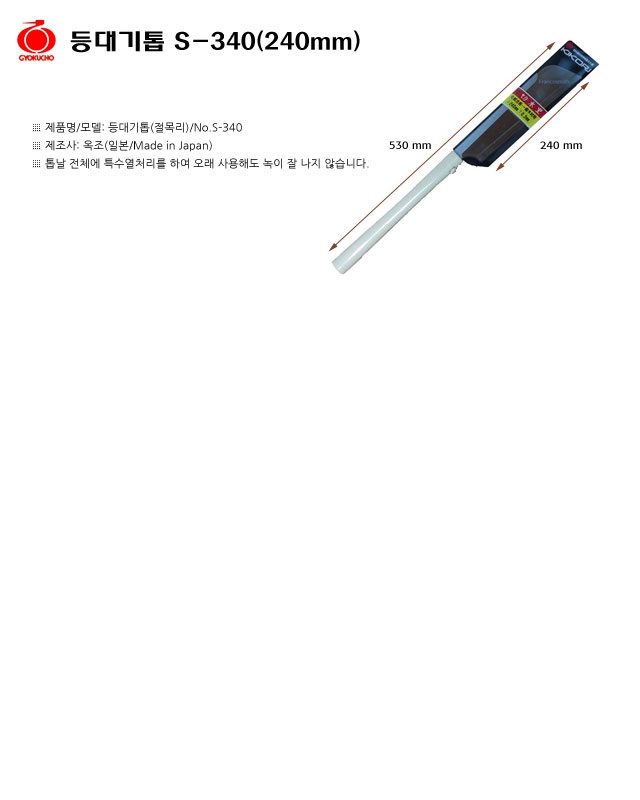 GYOKUCHO
등대기톱 S-340(240mm)
제품명/모델: 등대기톱(절목리)/No.S-340
제조사: 옥조(일본/Made in Japan)
톱날 전체에 특수열처리를 하여 오래 사용해도 녹이 잘 나지 않습니다.
530 mm
240 mm
KIKORI